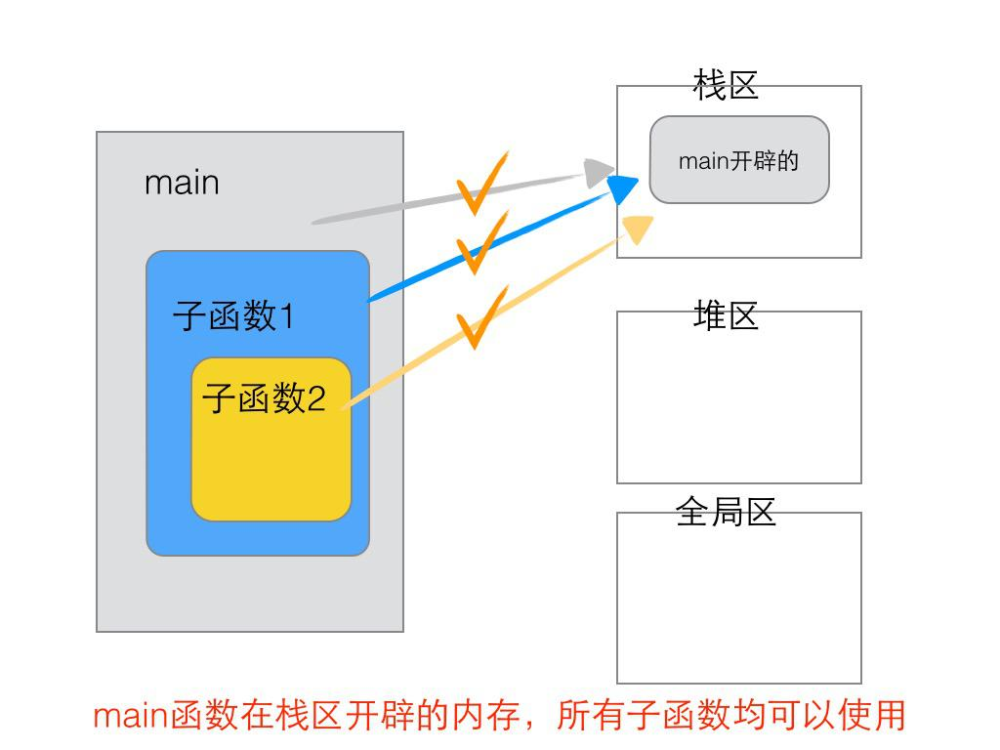 栈区
main开辟的
main
子函数1
子函数2
堆区
全局区
main函数在栈区开辟的内存，所有子函数均可以使用